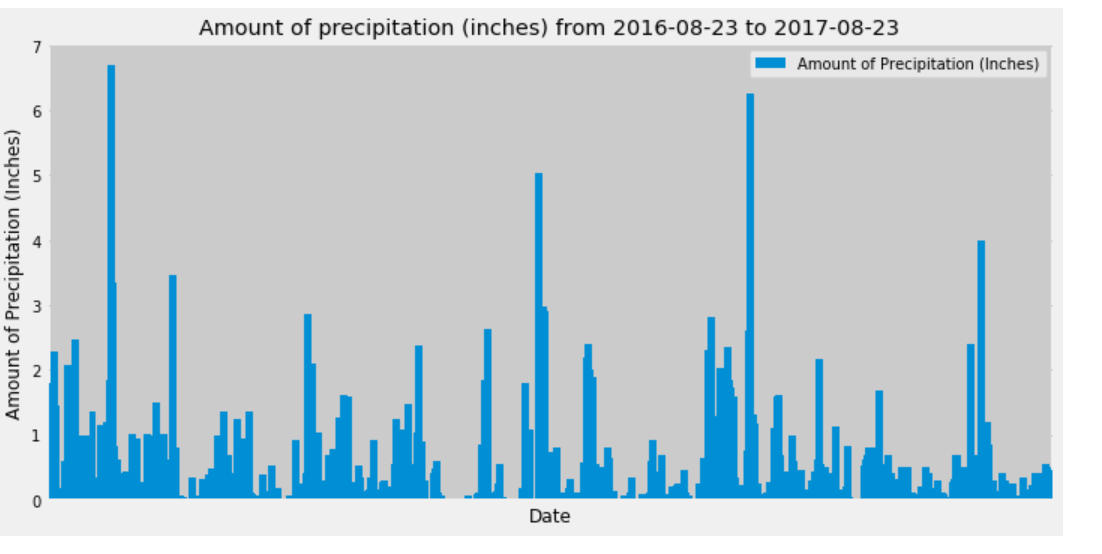 Amount of precipitation (inches) from 2016-08-23 to 2017-08-23
Amount of Precipitation (Inches)
7
6
5
4
3
2
1
0
Amount of Precipitation (Inches)
Date